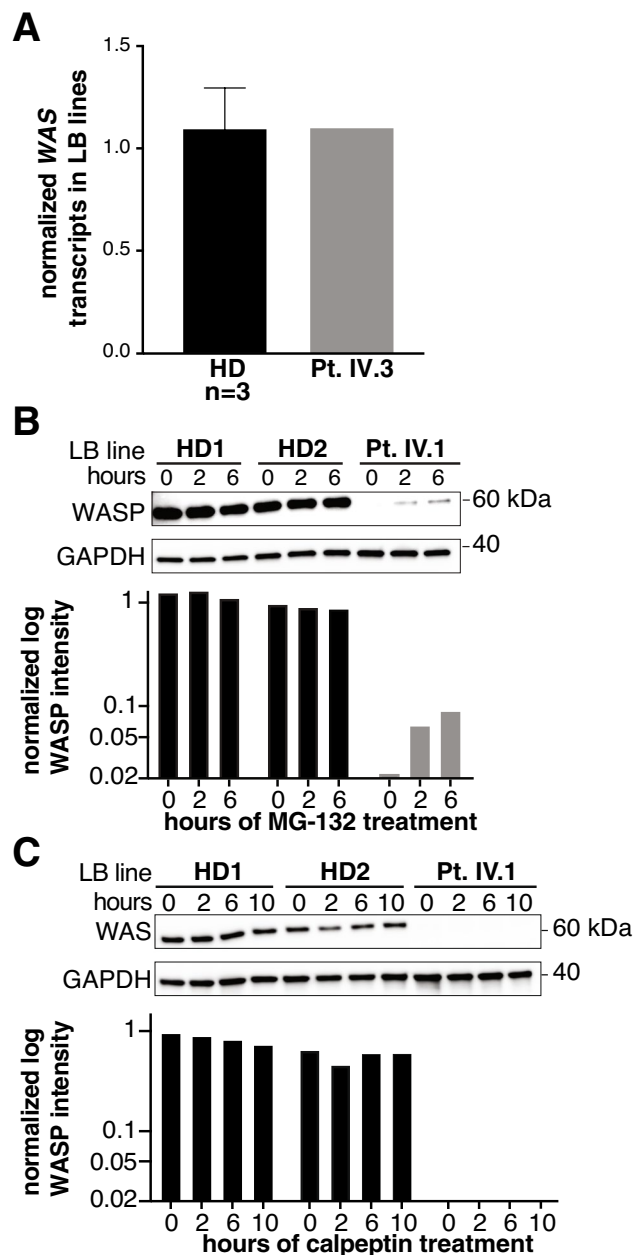 A
normalized WAS
transcripts in LB lines
1.5
1.0
0.5
0.0
HD
n=3
Pt. IV.3
B
LB line HD1 HD2 Pt. IV.1
hours 0 2 6 0 2 6 0 2 6
WASP 60 kDa
GAPDH 40
normalized log
WASP intensity
1
0.1
0.05
0.02
0 2 6 0 2 6 0 2 6
hours of MG-132 treatment
C
LB line HD1 HD2 Pt. IV.1
hours 0 2 6 10 0 2 6 10 0 2 6 10
WAS 60 kDa
GAPDH 40
normalized log
WASP intensity
1
0.1
0.05
0.02
0 2 6 10 0 2 6 10 0 2 6 10
hours of calpeptin treatment